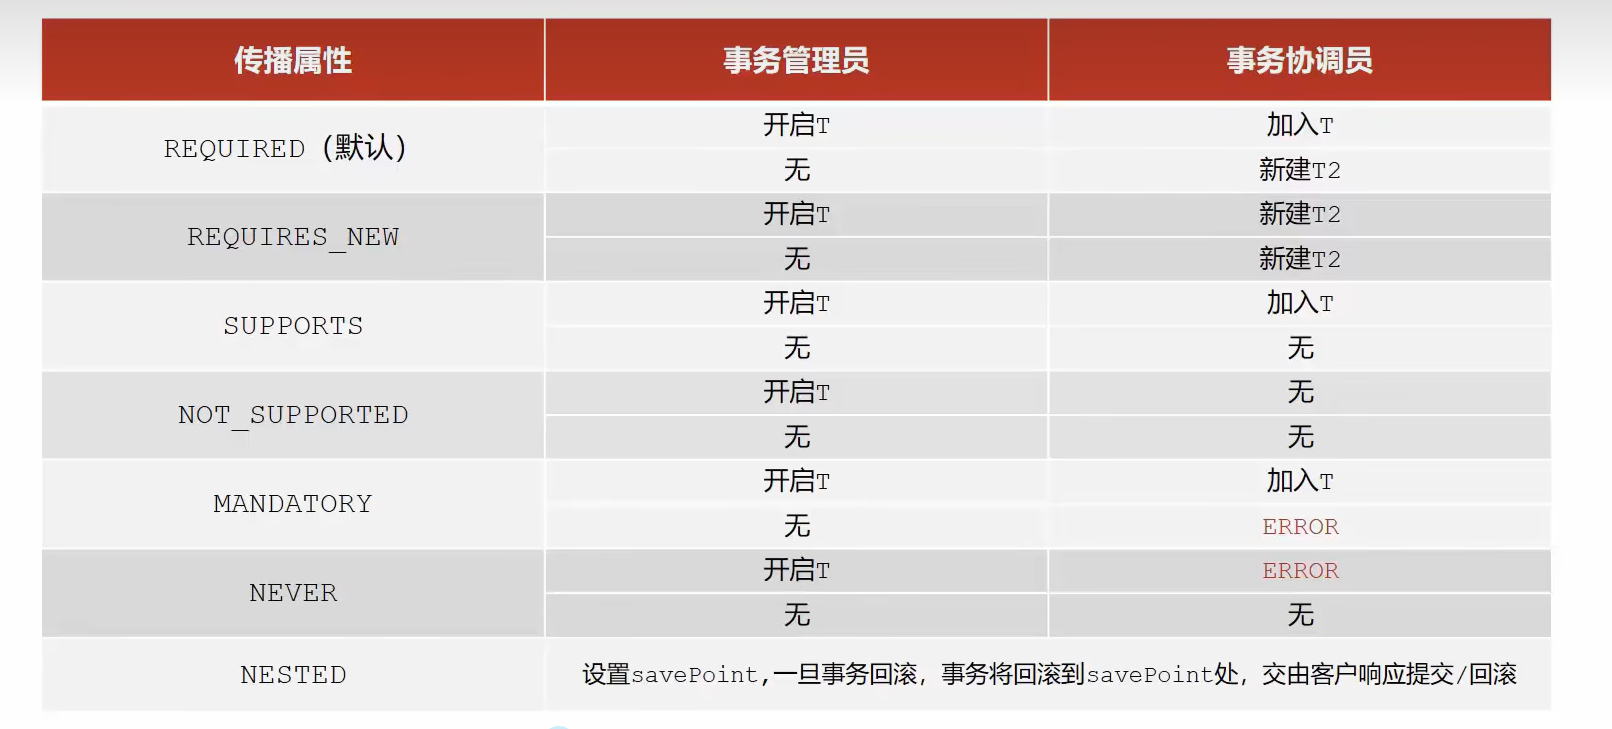 传播属性 事务管理员 事务协调员
REQUIRED（默认） 开启T 加入T
无 新建T2
REQUIRES_NEW 开启T 新建T2
无 新建T2
SUPPORTS 开启T 加入T
无 无
NOT_SUPPORTED 开启T 无
无 无
MANDATORY 开启T 加入T
无 ERROR
NEVER 开启T ERROR
无 无
NESTED 设置savePoint,一旦事务回滚，事务将回滚到savePoint处，交由客户响应提交/回滚